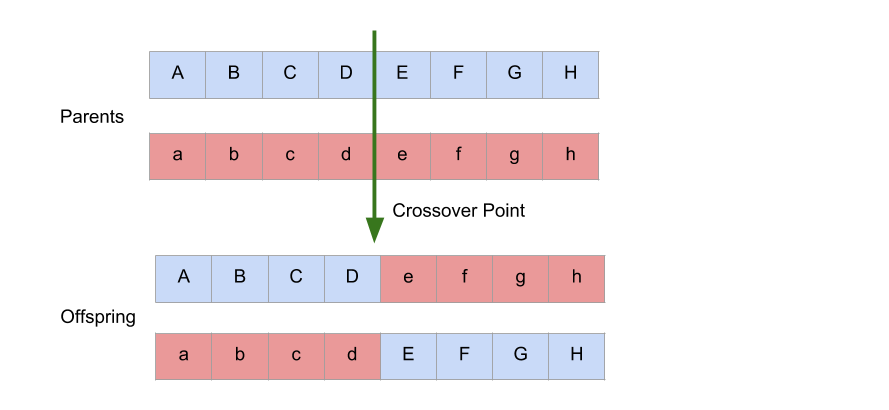 A B C D E F G H
Parents
a b c d e f g h
Crossover Point
A B C D e f g h
Offspring
a b c d E F G H